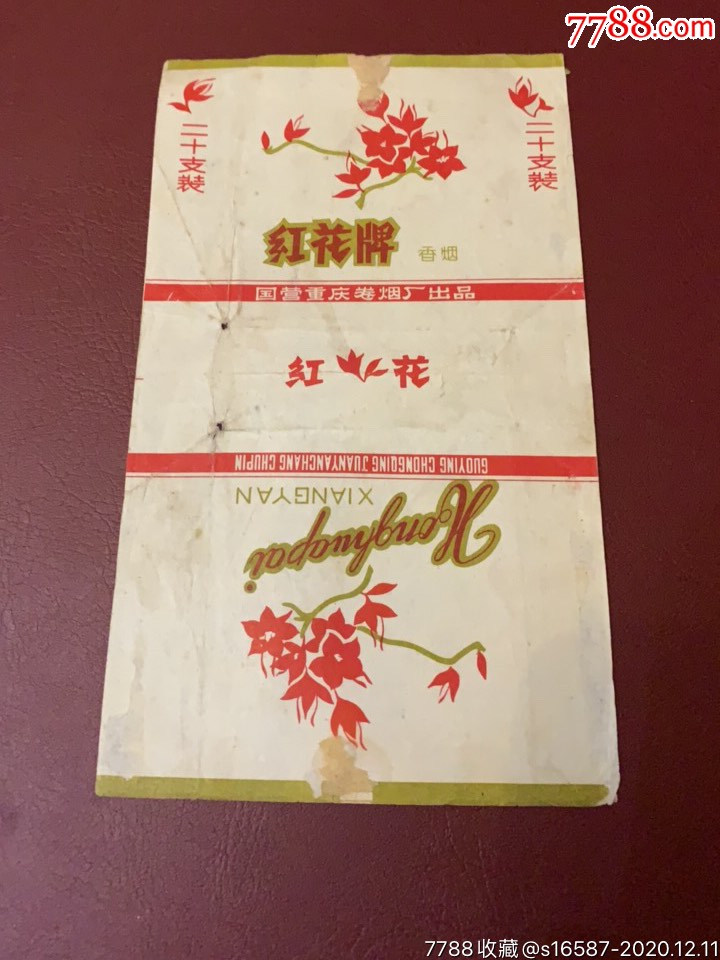 7788.com
二十支装
二十支装
红花牌 香烟
国营重庆卷烟厂出品
红花
GUOYING CHONGQING JUANYANCHANG CHUPIN
XIANGYAN
Honghuapai
7788收藏@s16587-2020.12.11